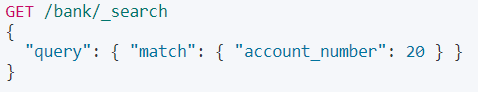 GET /bank/_search
{
  "query": { "match": { "account_number": 20 } }
}